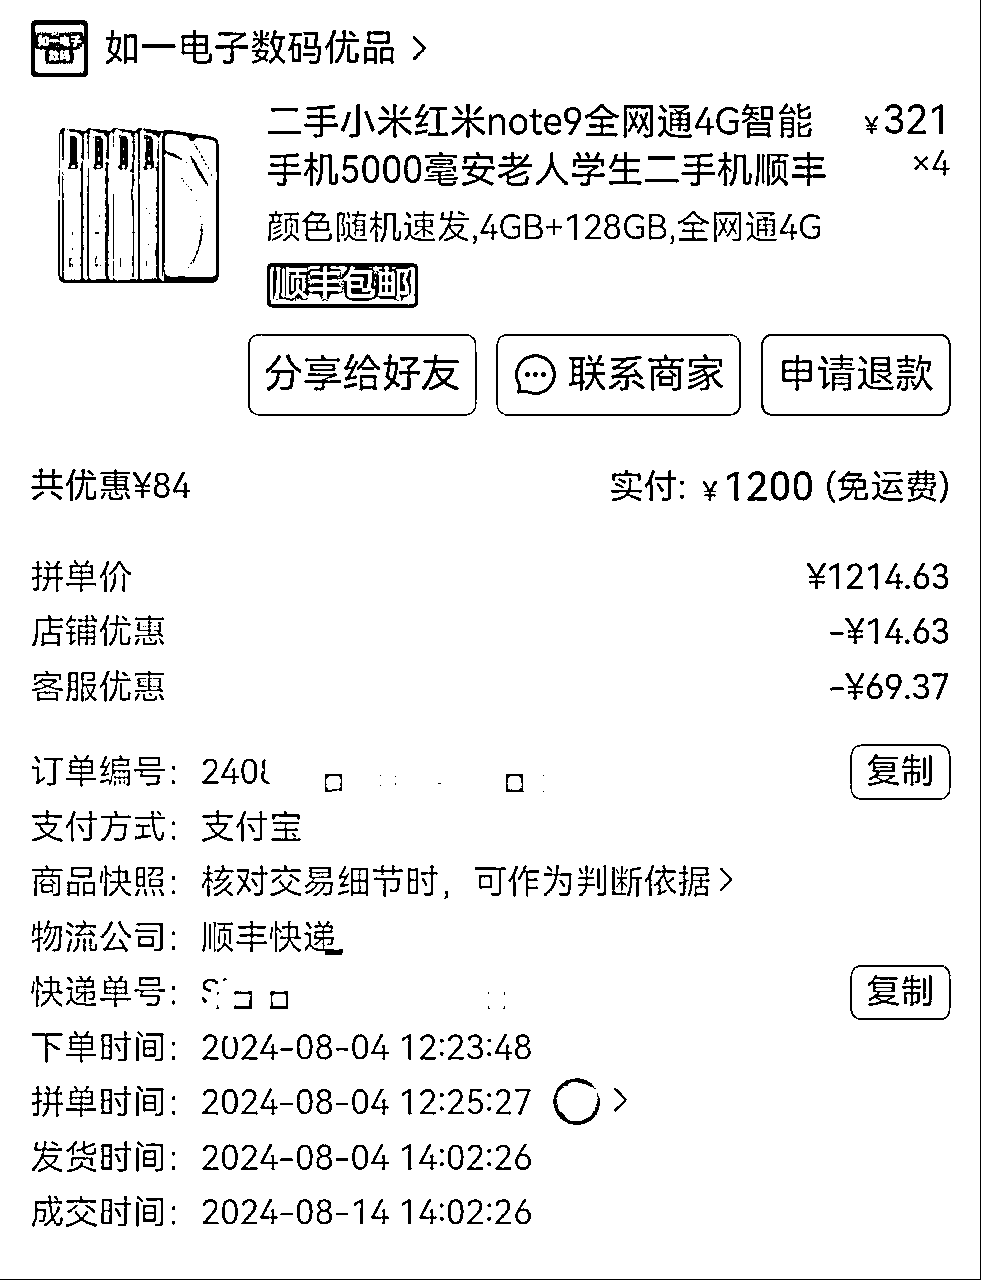 如一电子数码优品 >
二手小米红米note9全网通4G智能 ¥321
手机5000毫安老人学生二手机顺丰 ×4
颜色随机速发,4GB+128GB,全网通4G
顺丰包邮
分享给好友 联系商家 申请退款
共优惠¥84 实付: ¥1200 (免运费)
拼单价 ¥1214.63
店铺优惠 -¥14.63
客服优惠 -¥69.37
订单编号: 240 复制
支付方式: 支付宝
商品快照: 核对交易细节时，可作为判断依据>
物流公司: 顺丰快递
快递单号: 复制
下单时间: 2024-08-04 12:23:48
拼单时间: 2024-08-04 12:25:27 >
发货时间: 2024-08-04 14:02:26
成交时间: 2024-08-14 14:02:26